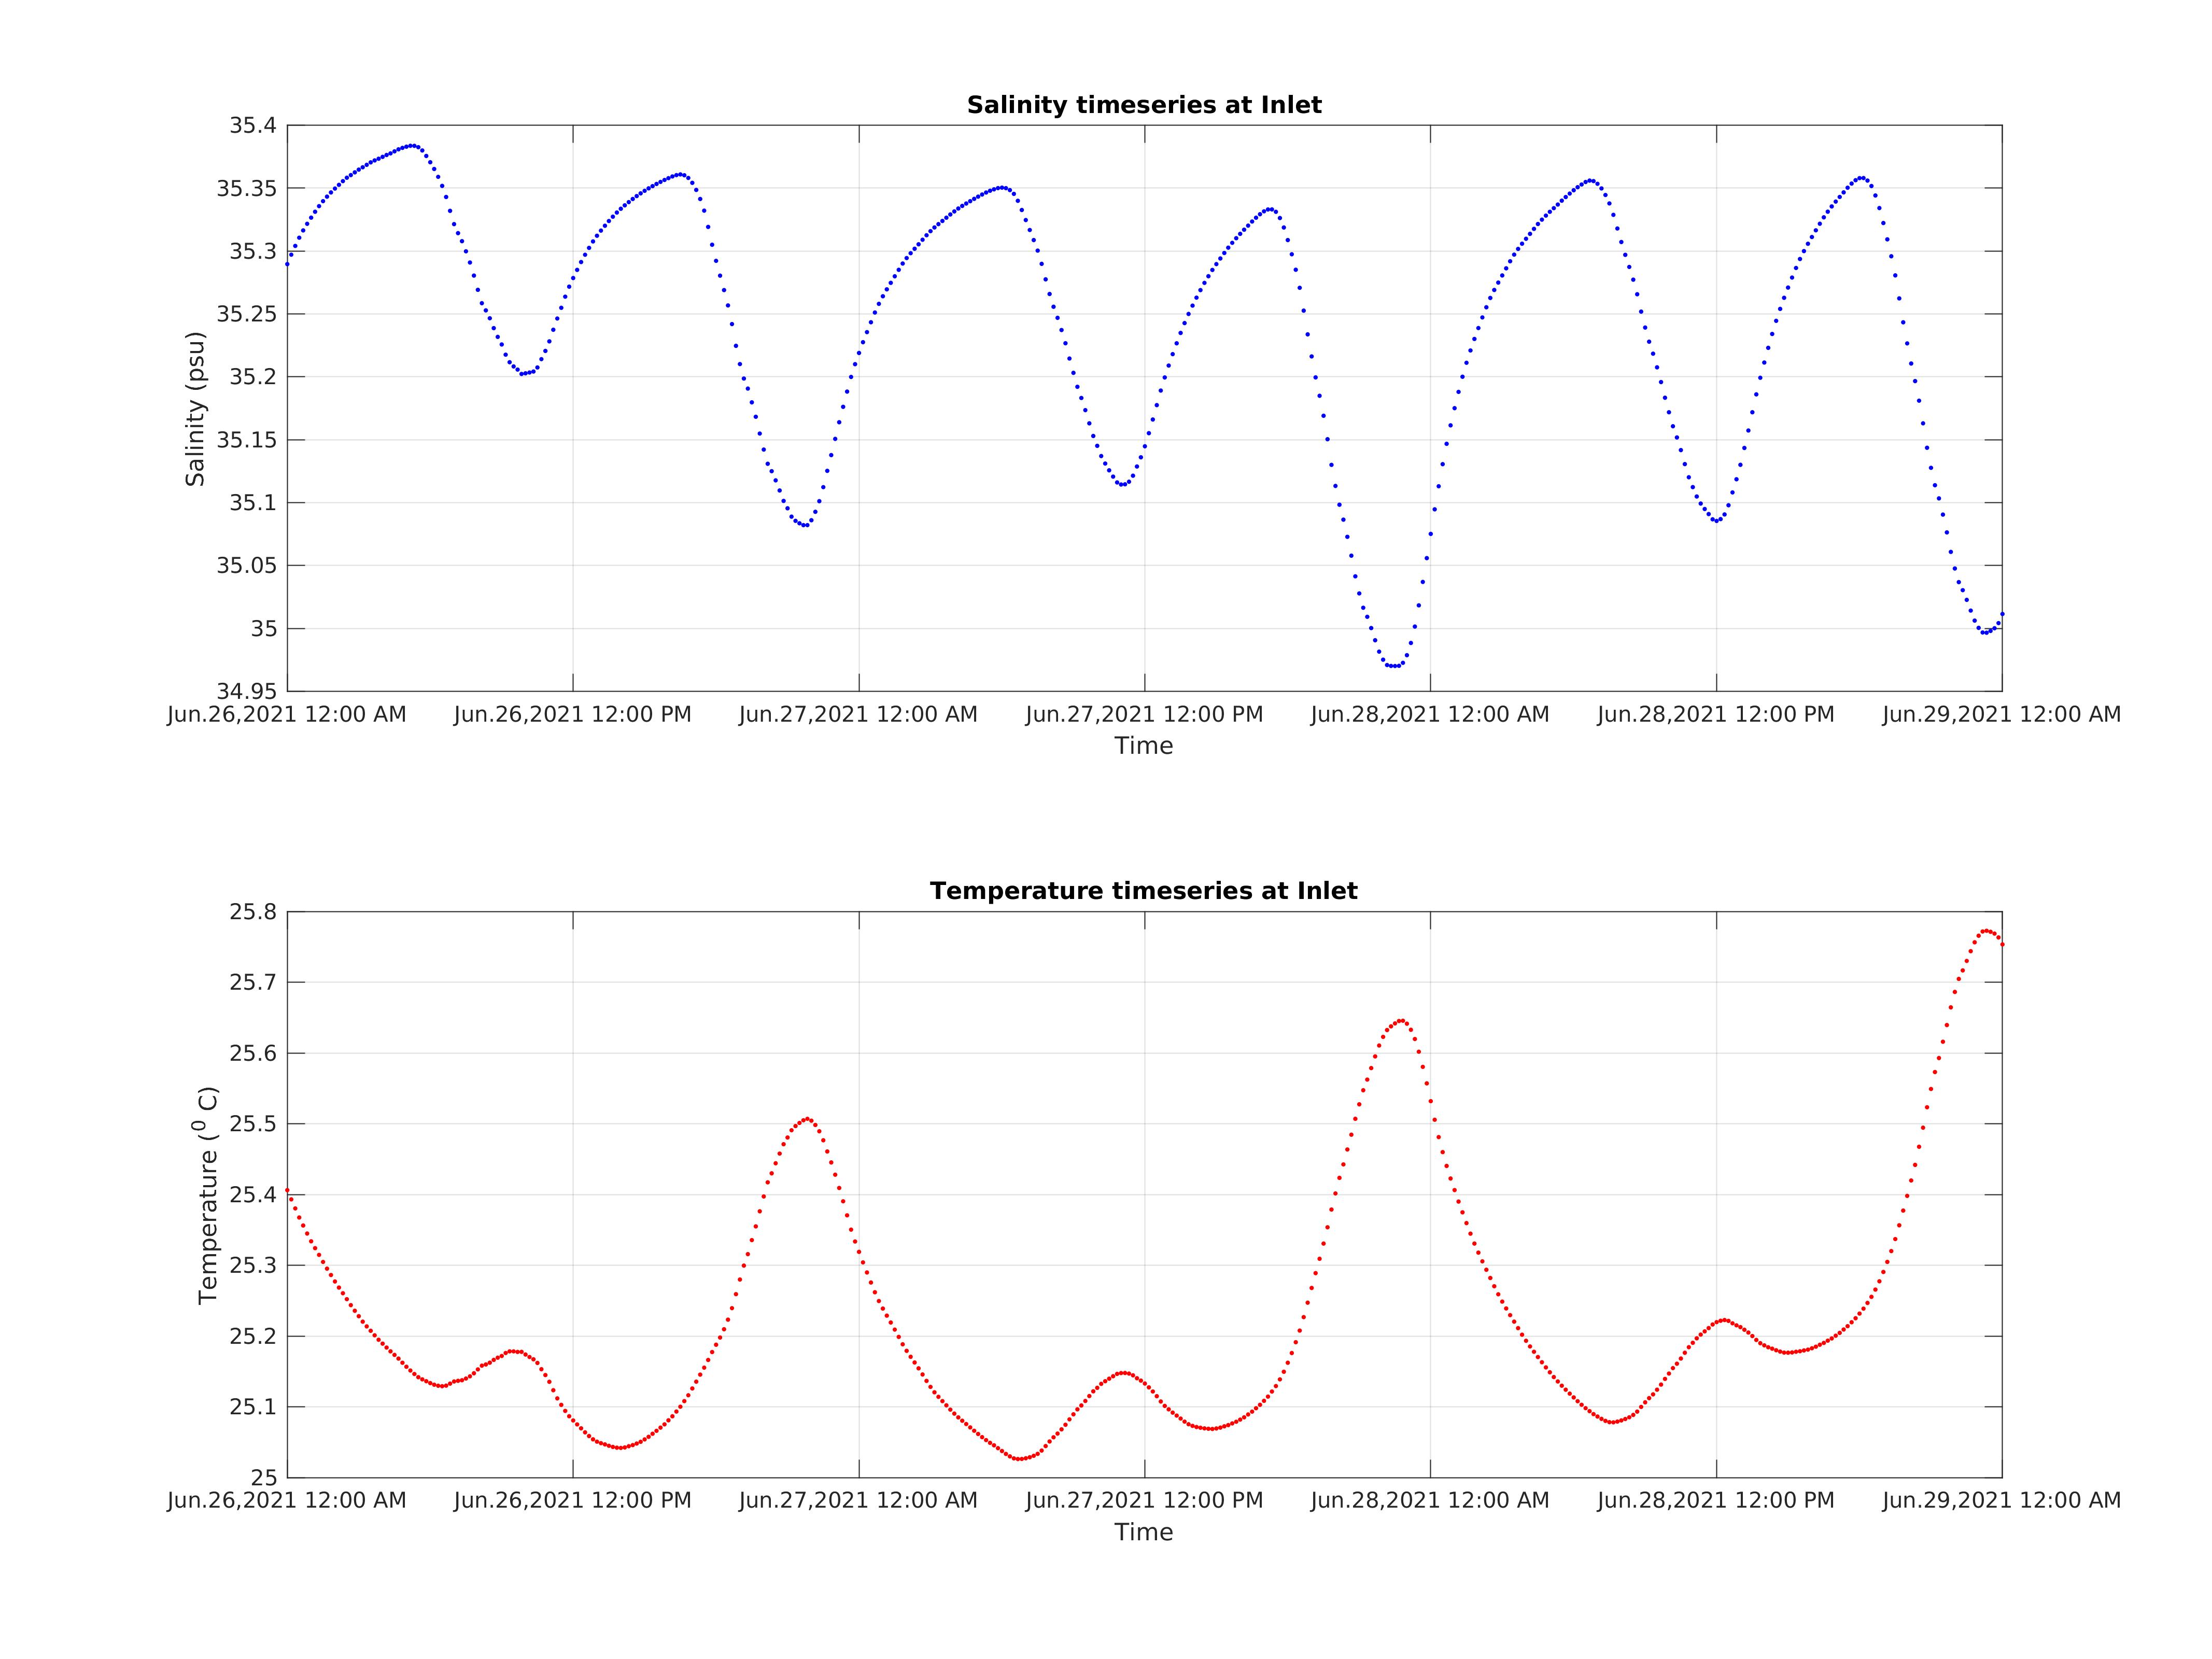 Salinity timeseries at Inlet
35.4
35.35
35.3
35.25
35.2
35.15
35.1
35.05
35
34.95
Salinity (psu)
Jun.26,2021 12:00 AM Jun.26,2021 12:00 PM Jun.27,2021 12:00 AM Jun.27,2021 12:00 PM Jun.28,2021 12:00 AM Jun.28,2021 12:00 PM Jun.29,2021 12:00 AM
Time
Temperature timeseries at Inlet
25.8
25.7
25.6
25.5
25.4
25.3
25.2
25.1
25
Temperature (⁰ C)
Jun.26,2021 12:00 AM Jun.26,2021 12:00 PM Jun.27,2021 12:00 AM Jun.27,2021 12:00 PM Jun.28,2021 12:00 AM Jun.28,2021 12:00 PM Jun.29,2021 12:00 AM
Time